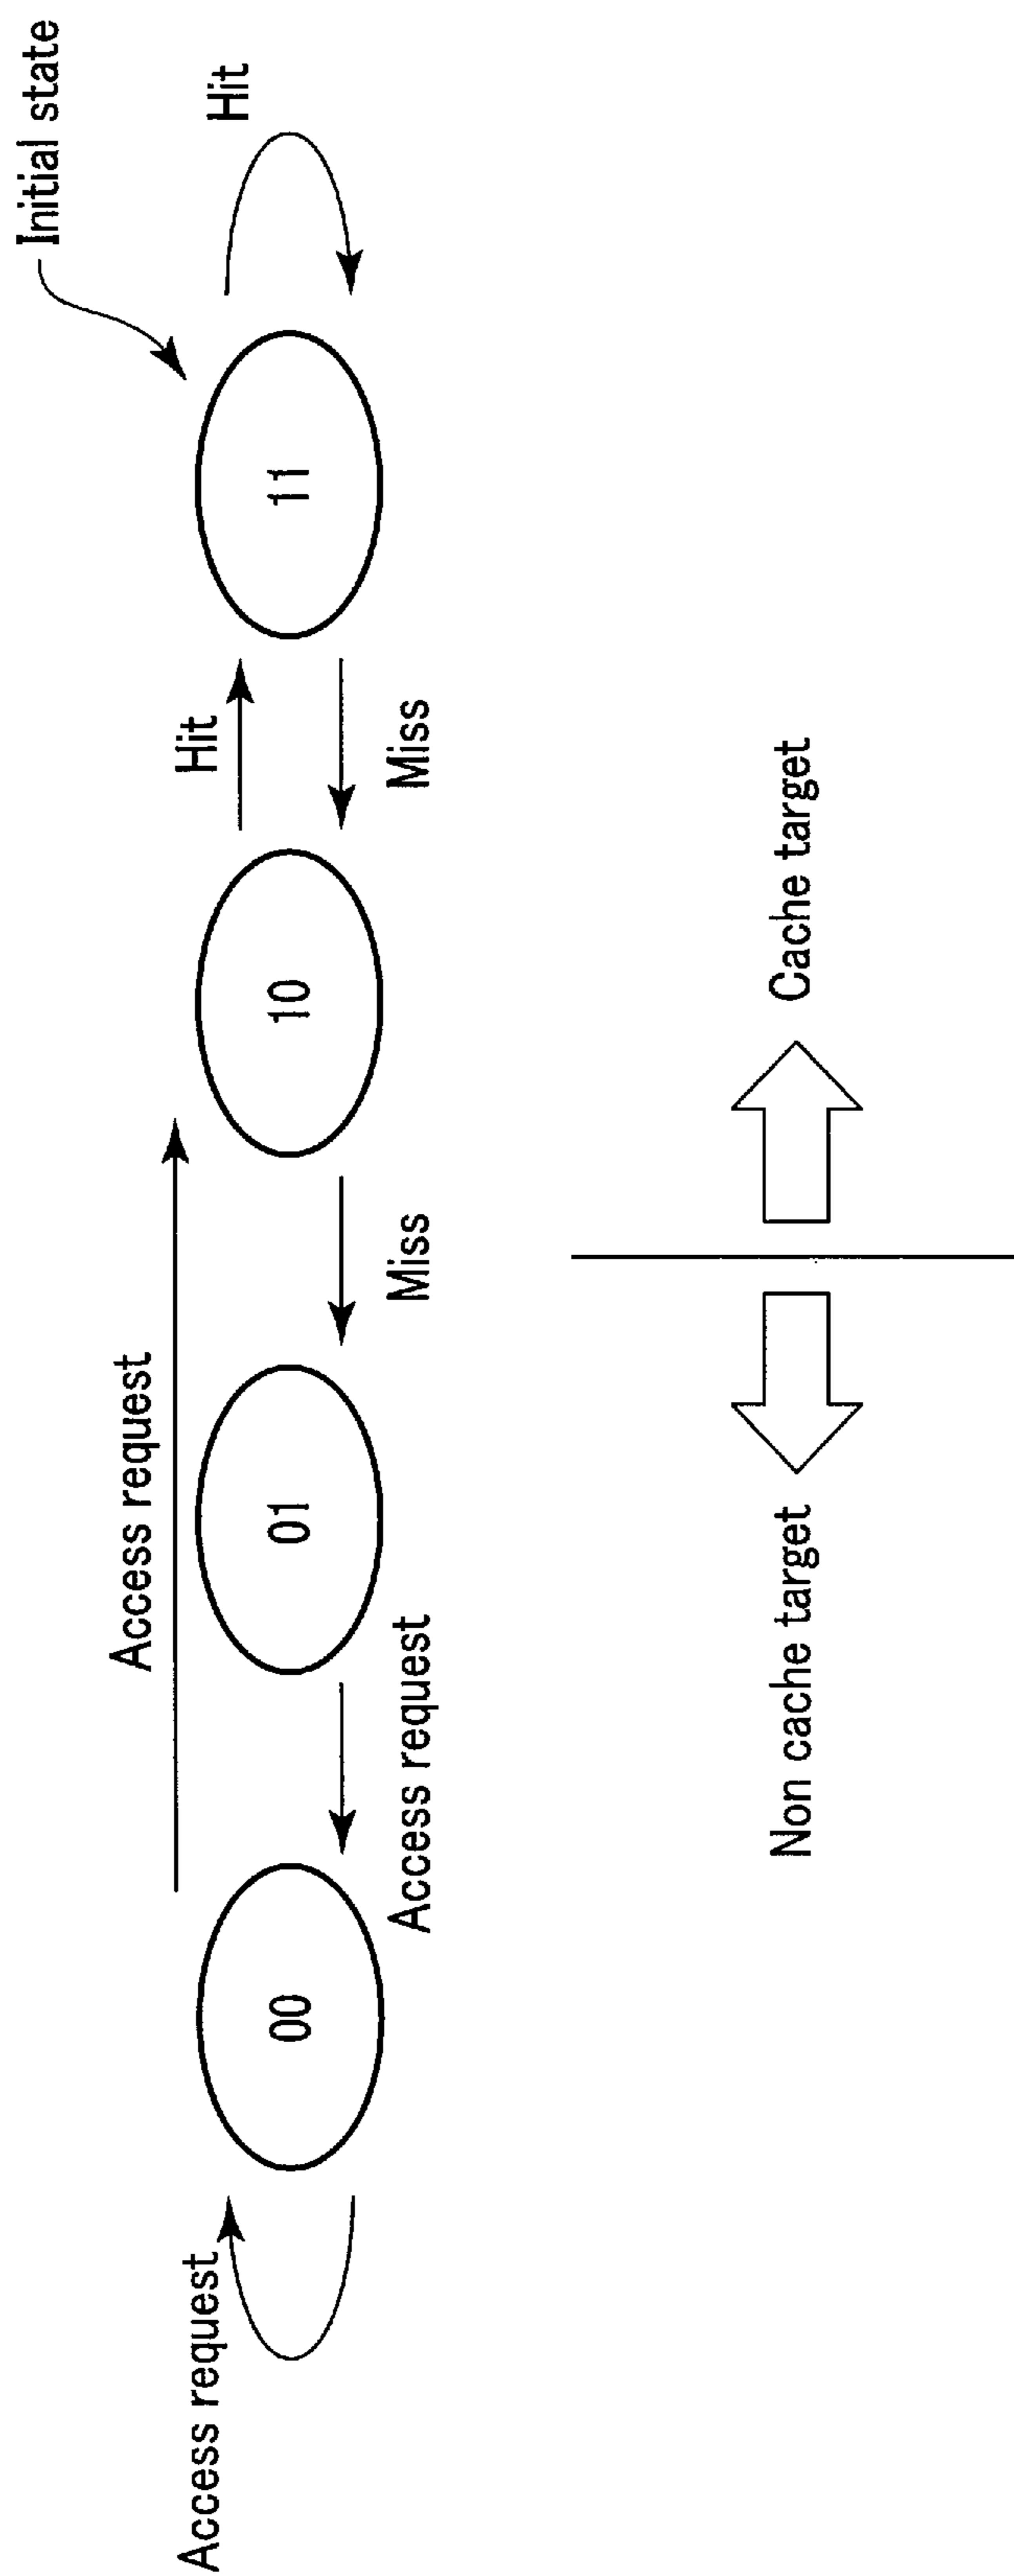 Initial state
Access request
Hit
Access request
Hit
00
01
10
11
Access request
Miss
Miss
Non cache target
Cache target